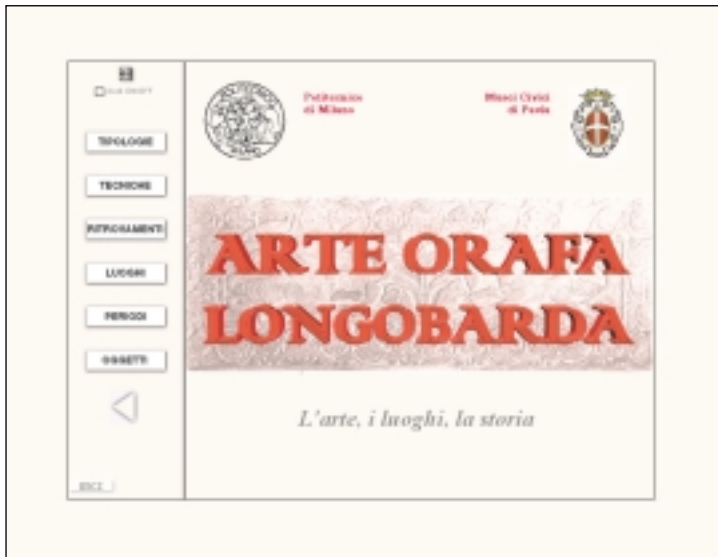 TIPOLOGIE
TECNICHE
RITROVAMENTI
LUOGHI
PERIODI
OGGETTI
ESCI
Politecnico
di Milano
Musei Civici
di Pavia
ARTE ORAFA
LONGOBARDA
L'arte, i luoghi, la storia